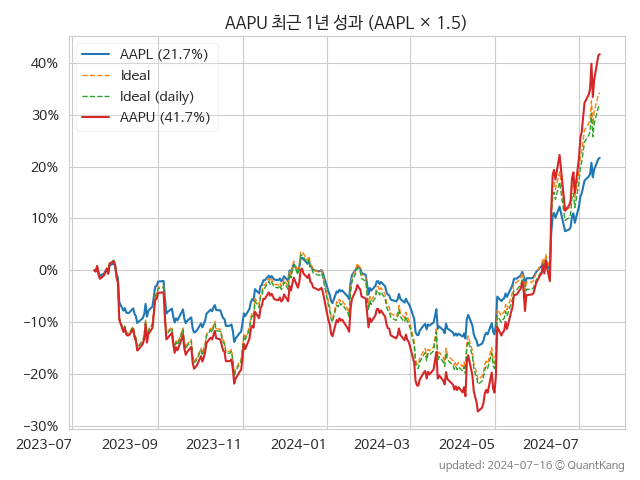 AAPU 최근 1년 성과 (AAPL × 1.5)
AAPL (21.7%)
Ideal
Ideal (daily)
AAPU (41.7%)
40%
30%
20%
10%
0%
−10%
−20%
−30%
2023-07
2023-09
2023-11
2024-01
2024-03
2024-05
2024-07
updated: 2024-07-16 © QuantKang